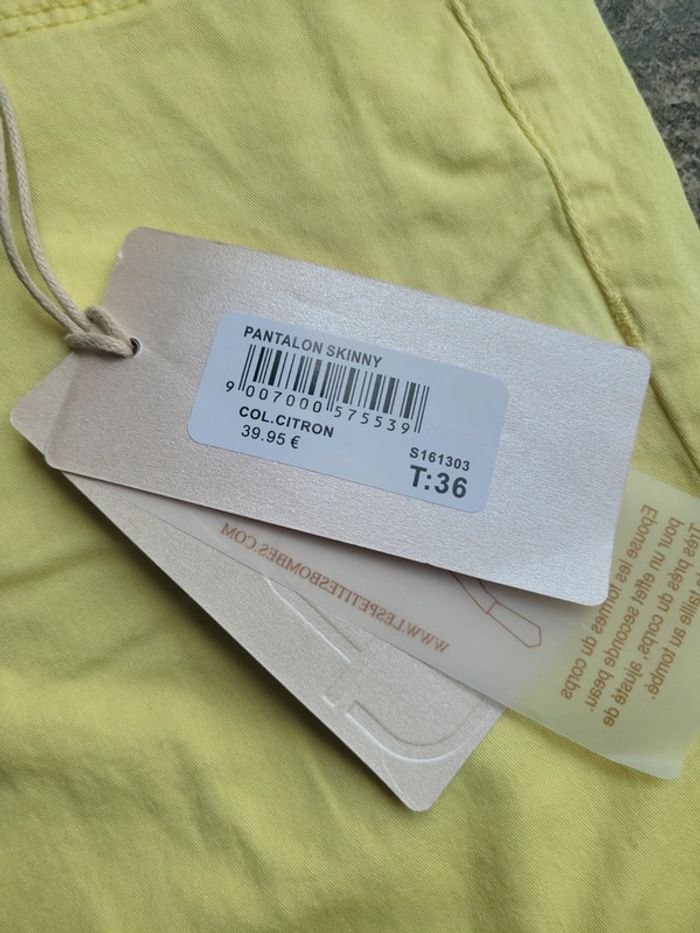 PANTALON SKINNY
9 007000 575539
COL.CITRON
39.95 €
S161303
T:36
WWW.LESPETITESBOMBES.COM
Epouse les formes du corps
pour un effet seconde peau.
très près du corps, ajusté de
taille au tombé.